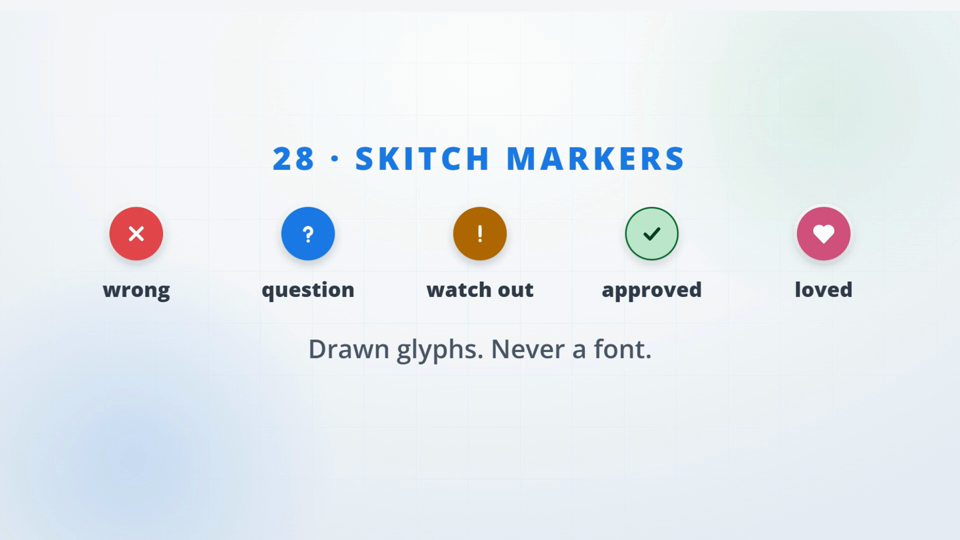 28 · SKITCH MARKERS
wrong question watch out approved loved
Drawn glyphs. Never a font.